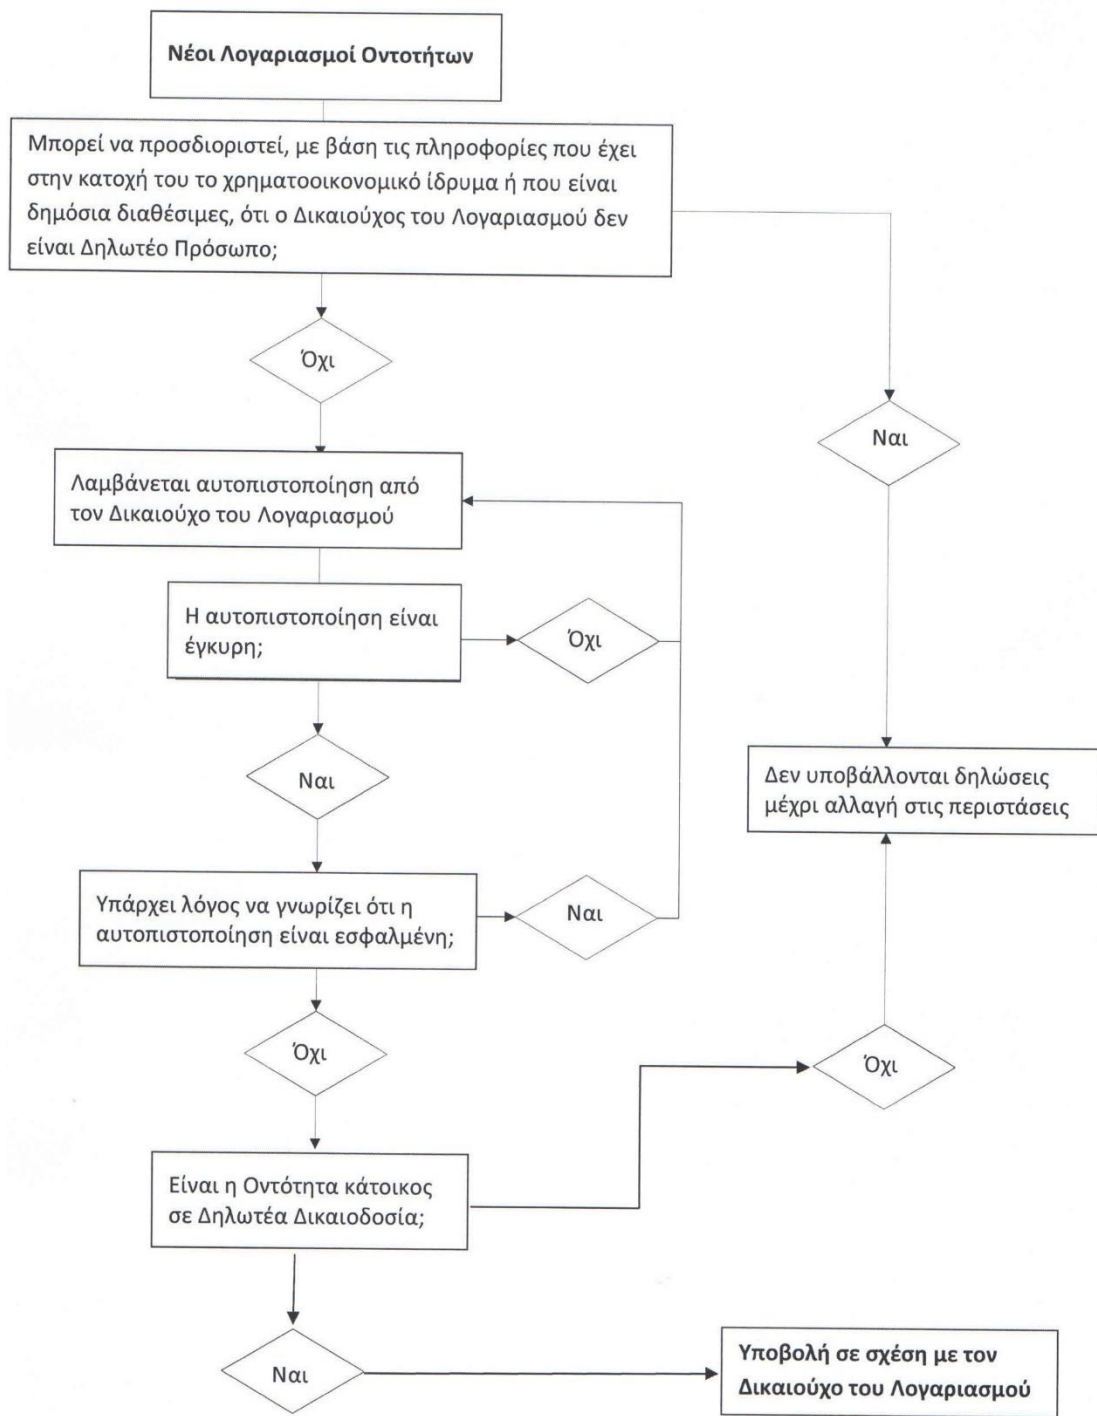 Νέοι Λογαριασμοί Οντοτήτων
Μπορεί να προσδιοριστεί, με βάση τις πληροφορίες που έχει
στην κατοχή του το χρηματοοικονομικό ίδρυμα ή που είναι
δημόσια διαθέσιμες, ότι ο Δικαιούχος του Λογαριασμού δεν
είναι Δηλωτέο Πρόσωπο;
Όχι
Ναι
Λαμβάνεται αυτοπιστοποίηση από
τον Δικαιούχο του Λογαριασμού
Η αυτοπιστοποίηση είναι
έγκυρη;
Όχι
Ναι
Δεν υποβάλλονται δηλώσεις
μέχρι αλλαγή στις περιστάσεις
Υπάρχει λόγος να γνωρίζει ότι η
αυτοπιστοποίηση είναι εσφαλμένη;
Ναι
Όχι
Όχι
Είναι η Οντότητα κάτοικος
σε Δηλωτέα Δικαιοδοσία;
Ναι
Υποβολή σε σχέση με τον
Δικαιούχο του Λογαριασμού